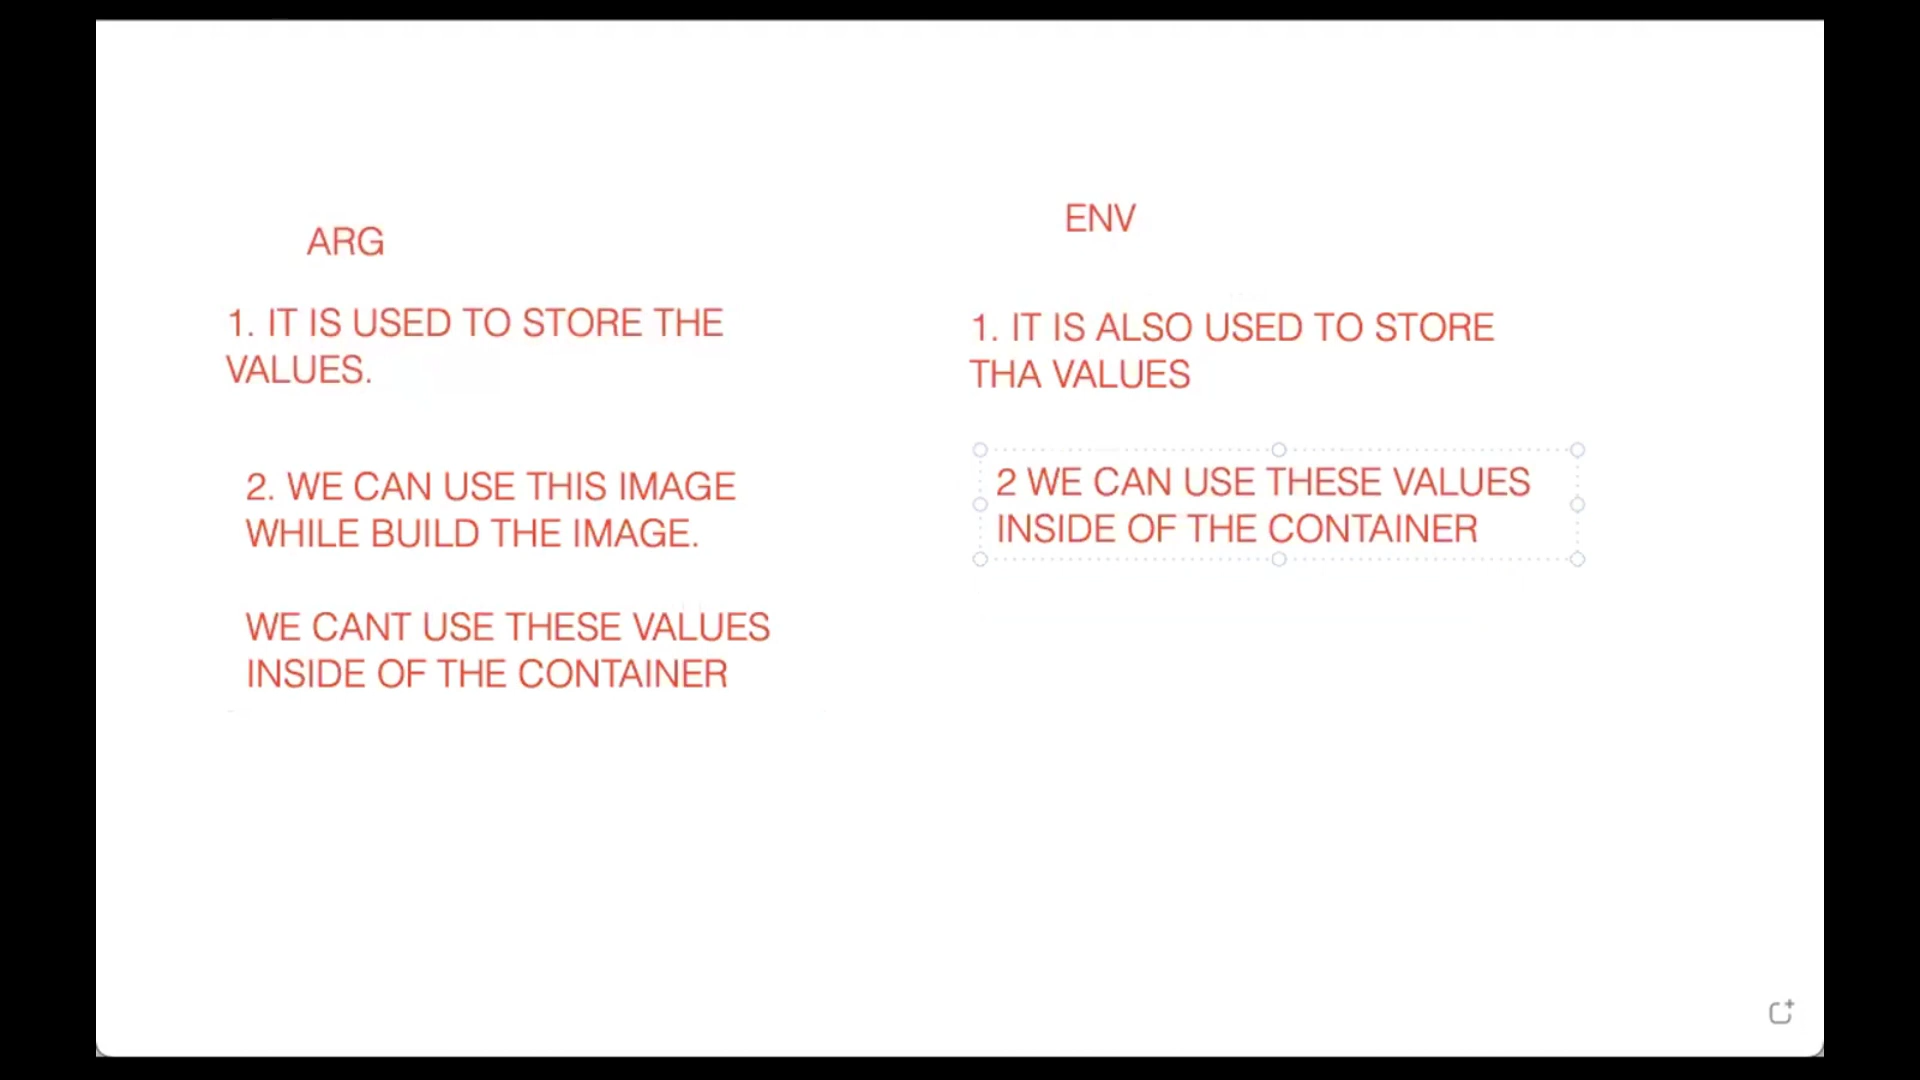 ARG
1. IT IS USED TO STORE THE
VALUES.
2. WE CAN USE THIS IMAGE
WHILE BUILD THE IMAGE.
WE CANT USE THESE VALUES
INSIDE OF THE CONTAINER
ENV
1. IT IS ALSO USED TO STORE
THA VALUES
2 WE CAN USE THESE VALUES
INSIDE OF THE CONTAINER